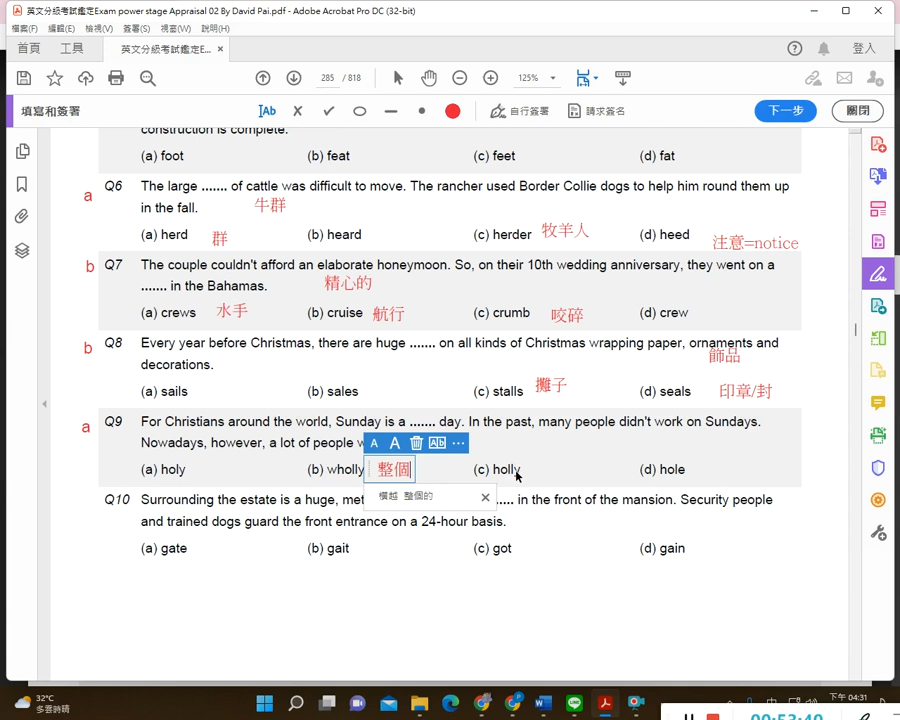 英文分級考試鑑定Exam power stage Appraisal 02 By David Pai.pdf - Adobe Acrobat Pro DC (32-bit)
檔案(F) 編輯(E) 檢視(V) 簽署(S) 視窗(W) 說明(H)
首頁 工具 英文分級考試鑑定E... × 登入
285 / 818 125%
填寫和簽署 Ab 自行簽署 請求簽名 下一步 關閉
construction is complete.
(a) foot (b) feat (c) feet (d) fat
a Q6 The large ....... of cattle was difficult to move. The rancher used Border Collie dogs to help him round them up
in the fall. 牛群
(a) herd 群 (b) heard (c) herder 牧羊人 (d) heed 注意=notice
b Q7 The couple couldn't afford an elaborate honeymoon. So, on their 10th wedding anniversary, they went on a
....... in the Bahamas. 精心的
(a) crews 水手 (b) cruise 航行 (c) crumb 咬碎 (d) crew
b Q8 Every year before Christmas, there are huge ....... on all kinds of Christmas wrapping paper, ornaments and
decorations. 飾品
(a) sails (b) sales (c) stalls 攤子 (d) seals 印章/封
a Q9 For Christians around the world, Sunday is a ....... day. In the past, many people didn't work on Sundays.
Nowadays, however, a lot of people w
A A Ab ...
(a) holy (b) wholly 整個 (c) holly (d) hole
橫越 整個的 ×
Q10 Surrounding the estate is a huge, met ..... in the front of the mansion. Security people
and trained dogs guard the front entrance on a 24-hour basis.
(a) gate (b) gait (c) got (d) gain
32°C
多雲時晴
下午 04:31
00:53:40